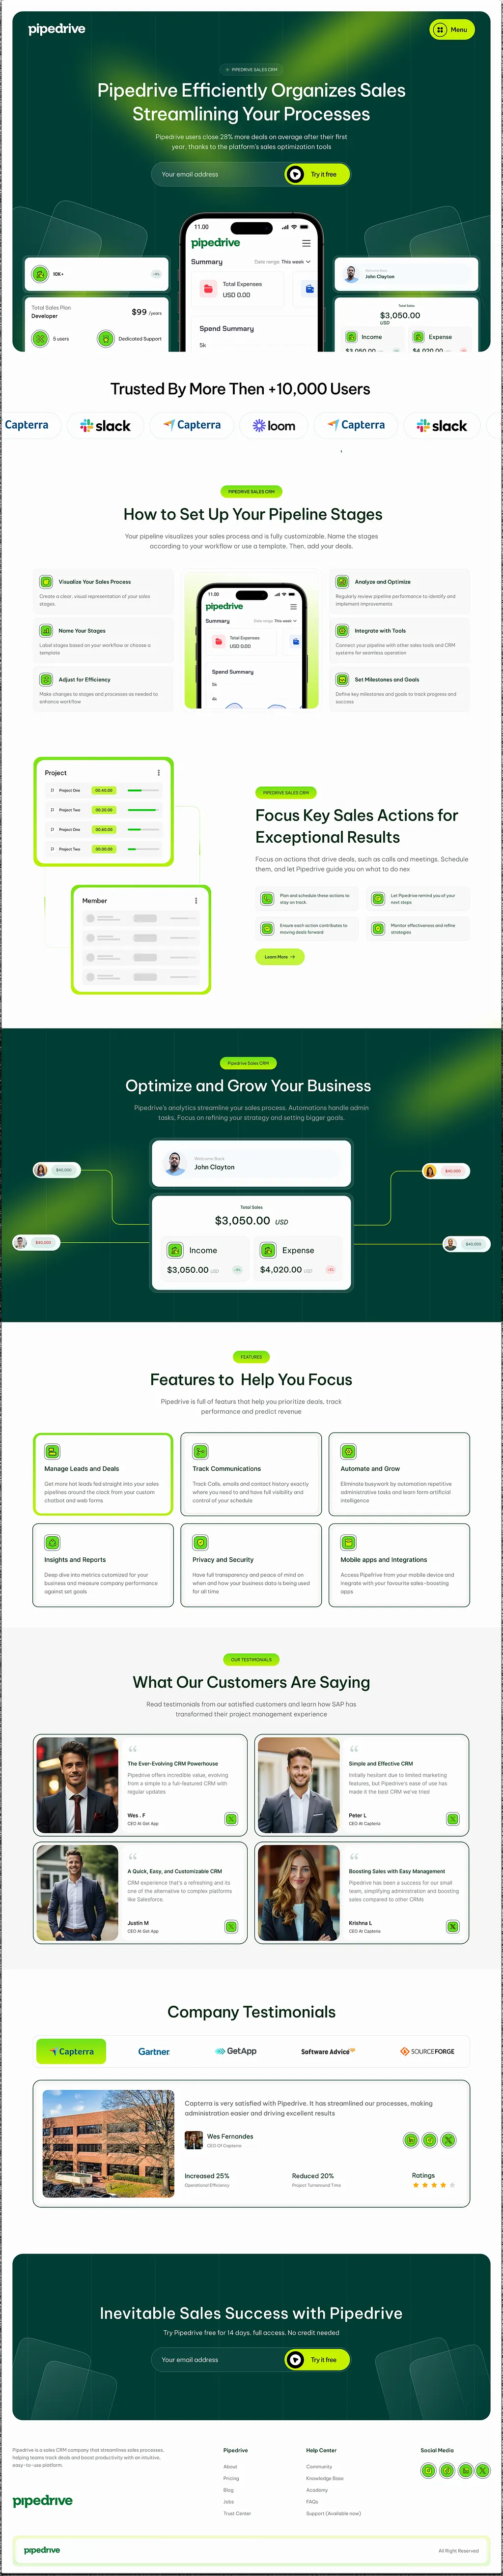 pipedrive
Menu
PIPEDRIVE SALES CRM
Pipedrive Efficiently Organizes Sales
Streamlining Your Processes
Pipedrive users close 28% more deals on average after their first
year, thanks to the platform's sales optimization tools
Your email address
Try it free
11.00
pipedrive
Summary
Date range: This week
Total Expenses
USD 0.00
Spend Summary
5k
10K+
Total Sales Plan
Developer
$99 /years
5 users
Dedicated Support
Welcome Back
John Clayton
Total Sales
$3,050.00
USD
Income
Expense
$3,050.00
$4,020.00
Trusted By More Then +10,000 Users
Capterra
slack
Capterra
loom
Capterra
slack
PIPEDRIVE SALES CRM
How to Set Up Your Pipeline Stages
Your pipeline visualizes your sales process and is fully customizable. Name the stages
according to your workflow or use a template. Then, add your deals.
Visualize Your Sales Process
Create a clear, visual representation of your sales
stages.
Name Your Stages
Label stages based on your workflow or choose a
template
Adjust for Efficiency
Make changes to stages and processes as needed to
enhance workflow
11.00
pipedrive
Summary
Date range: This week
Total Expenses
USD 0.00
Spend Summary
5k
4k
Analyze and Optimize
Regularly review pipeline performance to identify and
implement improvements
Integrate with Tools
Connect your pipeline with other sales tools and CRM
systems for seamless operation
Set Milestones and Goals
Define key milestones and goals to track progress and
success
Project
Project One
00.40.00
Project Two
00.20.00
Project One
00.60.00
Project Two
00.00.00
Member
PIPEDRIVE SALES CRM
Focus Key Sales Actions for
Exceptional Results
Focus on actions that drive deals, such as calls and meetings. Schedule
them, and let Pipedrive guide you on what to do nex
Plan and schedule these actions to
stay on track
Let Pipedrive remind you of your
next steps
Ensure each action contributes to
moving deals forward
Monitor effectiveness and refine
strategies
Learn More
Pipedrive Sales CRM
Optimize and Grow Your Business
Pipedrive's analytics streamline your sales process. Automations handle admin
tasks, Focus on refining your strategy and setting bigger goals.
Welcome Back
John Clayton
$40,000
$40,000
$40,000
$40,000
Total Sales
$3,050.00 USD
Income
$3,050.00 USD
Expense
$4,020.00 USD
FEATURES
Features to Help You Focus
Pipedrive is full of featurs that help you prioritize deals, track
performance and predict revenue
Manage Leads and Deals
Get more hot leads fed straight into your sales
pipelines around the clock from your custom
chatbot and web forms
Track Communications
Track Calls, emails and contact history exactly
where you need to and have full visibility and
control of your schedule
Automate and Grow
Eliminate busywork by automation repetitive
administrative tasks and learn form artificial
intelligence
Insights and Reports
Deep dive into metrics cutomized for your
business and measure company performance
against set goals
Privacy and Security
Have full transparency and peace of mind on
when and how your business data is being used
for all time
Mobile apps and Integrations
Access Pipefrive from your mobile device and
Inegrate with your favourite sales-boosting
apps
OUR TESTIMONIALS
What Our Customers Are Saying
Read testimonials from our satisfied customers and learn how SAP has
transformed their project management experience
The Ever-Evolving CRM Powerhouse
Pipedrive offers incredible value, evolving
from a simple to a full-featured CRM with
regular updates
Wes . F
CEO At Get App
Simple and Effective CRM
Initially hesitant due to limited marketing
features, but Pipedrive's ease of use has
made it the best CRM we've tried
Peter L
CEO At Capteria
A Quick, Easy, and Customizable CRM
CRM experience that's a refreshing and its
one of the alternative to complex platforms
like Salesforce.
Justin M
CEO At Get App
Boosting Sales with Easy Management
Pipedrive has been a success for our small
team, simplifying administration and boosting
sales compared to other CRMs
Krishna L
CEO At Capteria
Company Testimonials
Capterra
Gartner
GetApp
Software Advice
SOURCEFORGE
Capterra is very satisfied with Pipedrive. It has streamlined our processes, making
administration easier and driving excellent results
Wes Fernandes
CEO Of Capteria
Increased 25%
Operational Efficiency
Reduced 20%
Project Turnaround Time
Ratings
Inevitable Sales Success with Pipedrive
Try Pipedrive free for 14 days, full access. No credit needed
Your email address
Try it free
Pipedrive is a sales CRM company that streamlines sales processes,
helping teams track deals and boost productivity with an intuitive,
easy-to-use platform.
pipedrive
Pipedrive
About
Pricing
Blog
Jobs
Trust Center
Help Center
Community
Knowledge Base
Academy
FAQs
Support (Available now)
Social Media
pipedrive
All Right Reserved